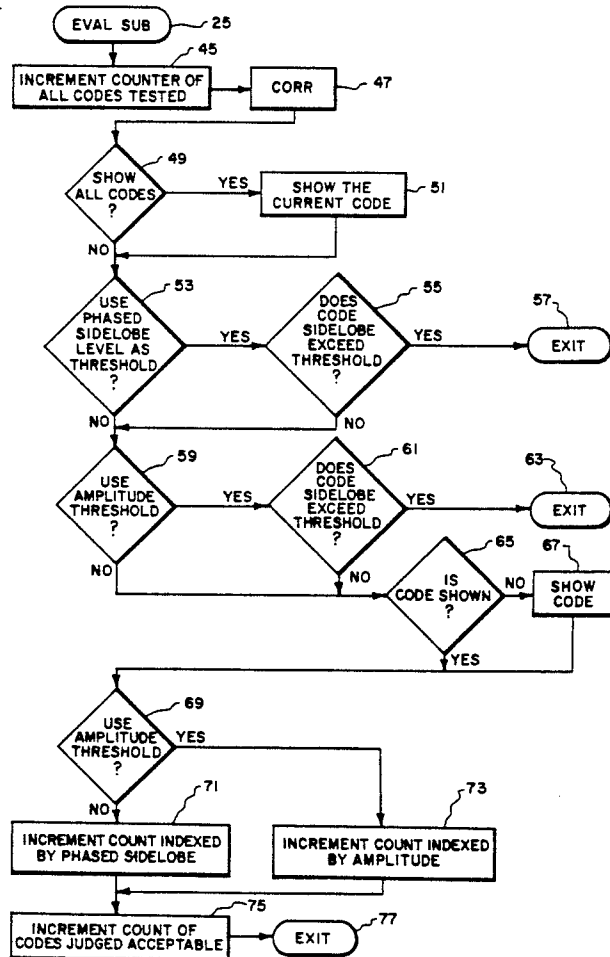 EVAL SUB
25
45
INCREMENT COUNTER OF
ALL CODES TESTED
CORR
47
49
SHOW
ALL CODES
?
YES
SHOW THE
CURRENT CODE
51
NO
53
USE
PHASED
SIDELOBE
LEVEL AS
THRESHOLD
?
YES
55
DOES
CODE
SIDELOBE
EXCEED
THRESHOLD
?
YES
57
EXIT
NO
NO
59
USE
AMPLITUDE
THRESHOLD
?
YES
61
DOES
CODE
SIDELOBE
EXCEED
THRESHOLD
?
YES
63
EXIT
NO
NO
65
IS
CODE SHOWN
?
NO
67
SHOW
CODE
YES
69
USE
AMPLITUDE
THRESHOLD
?
YES
NO
71
INCREMENT COUNT INDEXED
BY PHASED SIDELOBE
73
INCREMENT COUNT INDEXED
BY AMPLITUDE
75
INCREMENT COUNT OF
CODES JUDGED ACCEPTABLE
EXIT
77